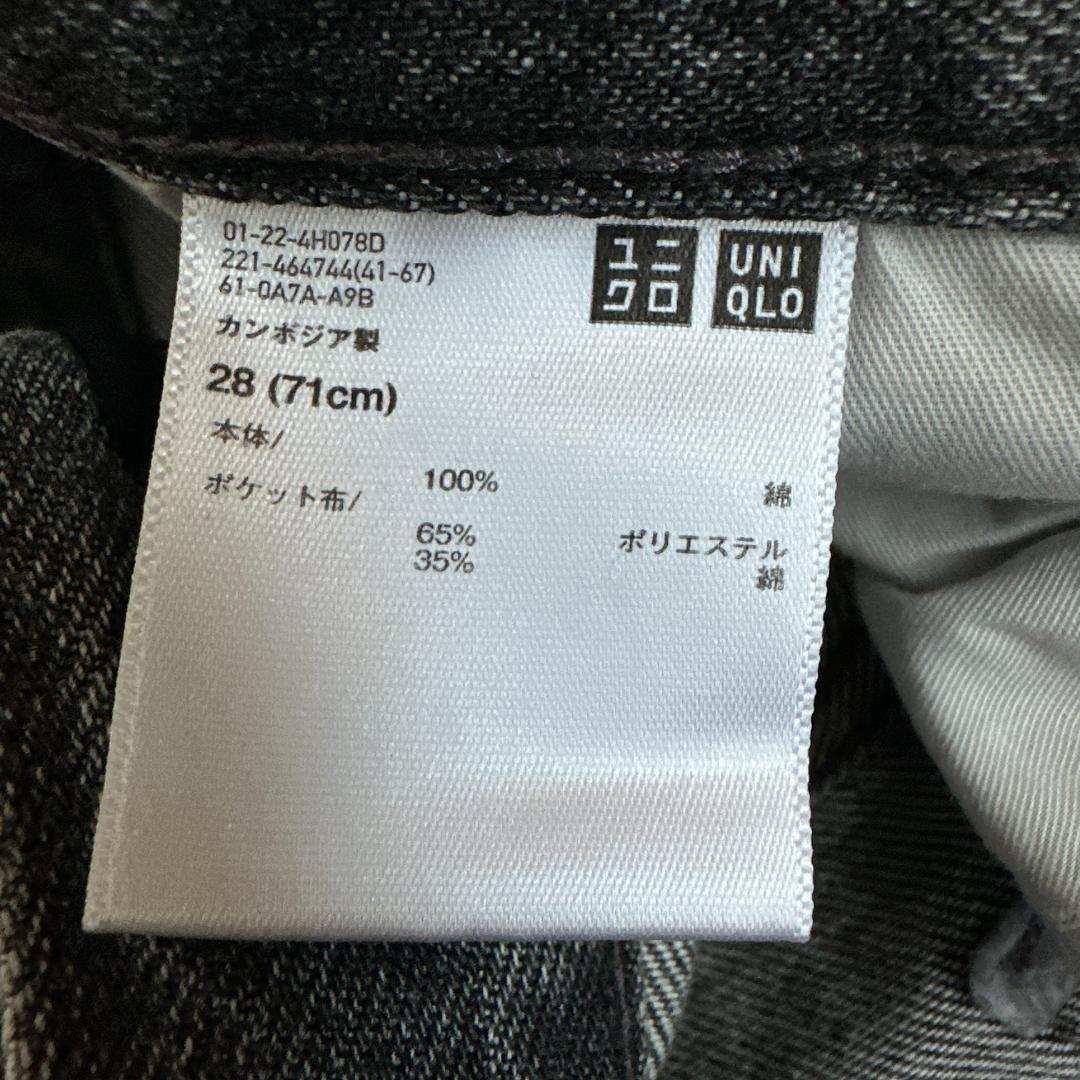 01-22-4H078D
221-464744(41-67)
61-0A7A-A9B
カンボジア製
28 (71cm)
ユニ
クロ
UNI
QLO
本体/
100% 綿
ポケット布/
65% ポリエステル
35% 綿